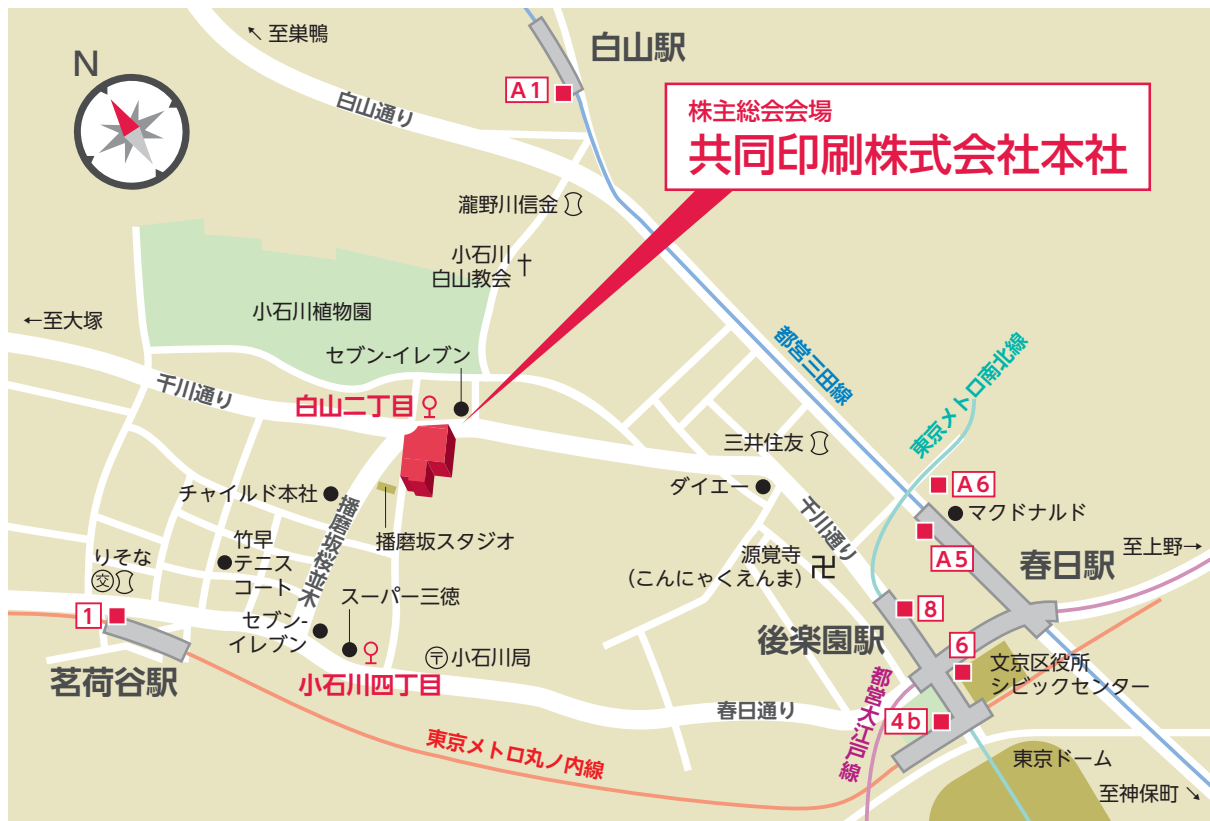 ↖ 至巣鴨
白山駅
N
A1
白山通り
株主総会会場
共同印刷株式会社本社
瀧野川信金
小石川
白山教会
小石川植物園
←至大塚
セブン-イレブン
都営三田線
東京メトロ南北線
千川通り
白山二丁目
三井住友
ダイエー
A6
チャイルド本社
マクドナルド
千川通り
播磨坂桜並木
播磨坂スタジオ
A5
竹早
テニス
コート
りそな
交
源覚寺
(こんにゃくえんま)
卍
春日駅
至上野→
スーパー三徳
1
8
セブン-
イレブン
後楽園駅
6
〒小石川局
文京区役所
シビックセンター
茗荷谷駅
小石川四丁目
都営大江戸線
春日通り
4b
東京メトロ丸ノ内線
東京ドーム
至神保町 ↘